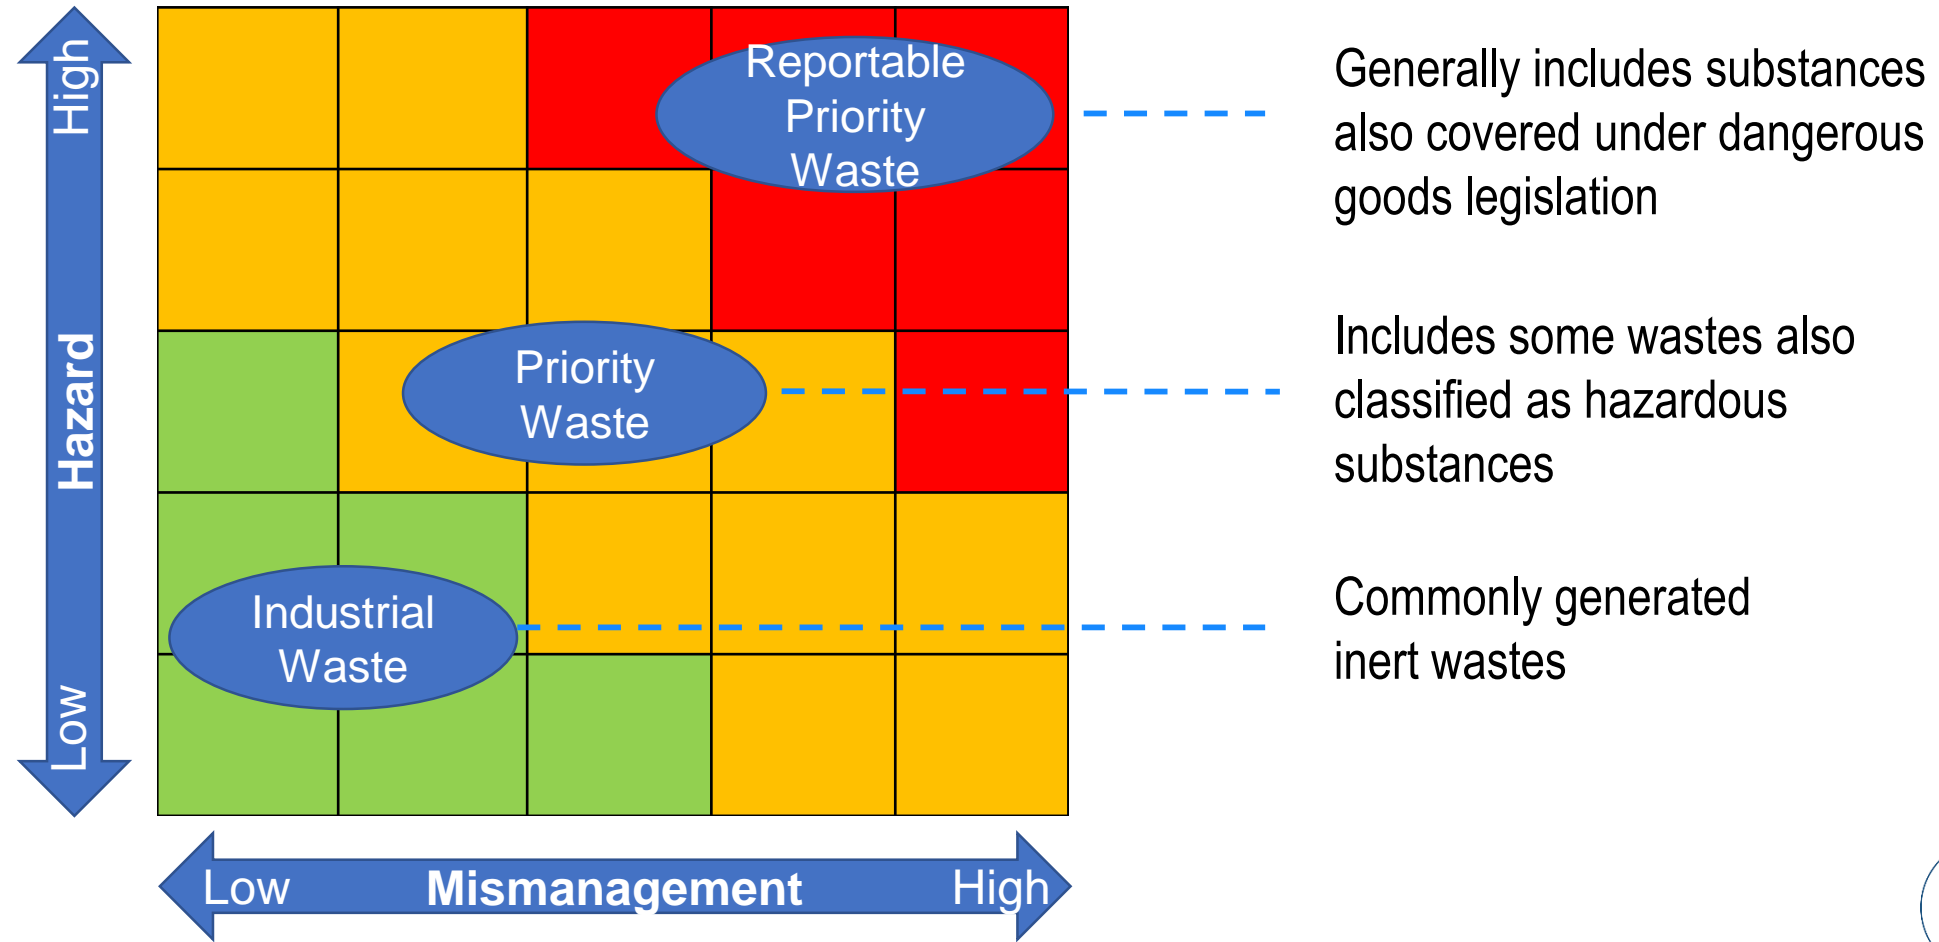 High
Hazard
Low
Reportable
Priority
Waste
Priority
Waste
Industrial
Waste
Low
Mismanagement
High
Generally includes substances
also covered under dangerous
goods legislation
Includes some wastes also
classified as hazardous
substances
Commonly generated
inert wastes